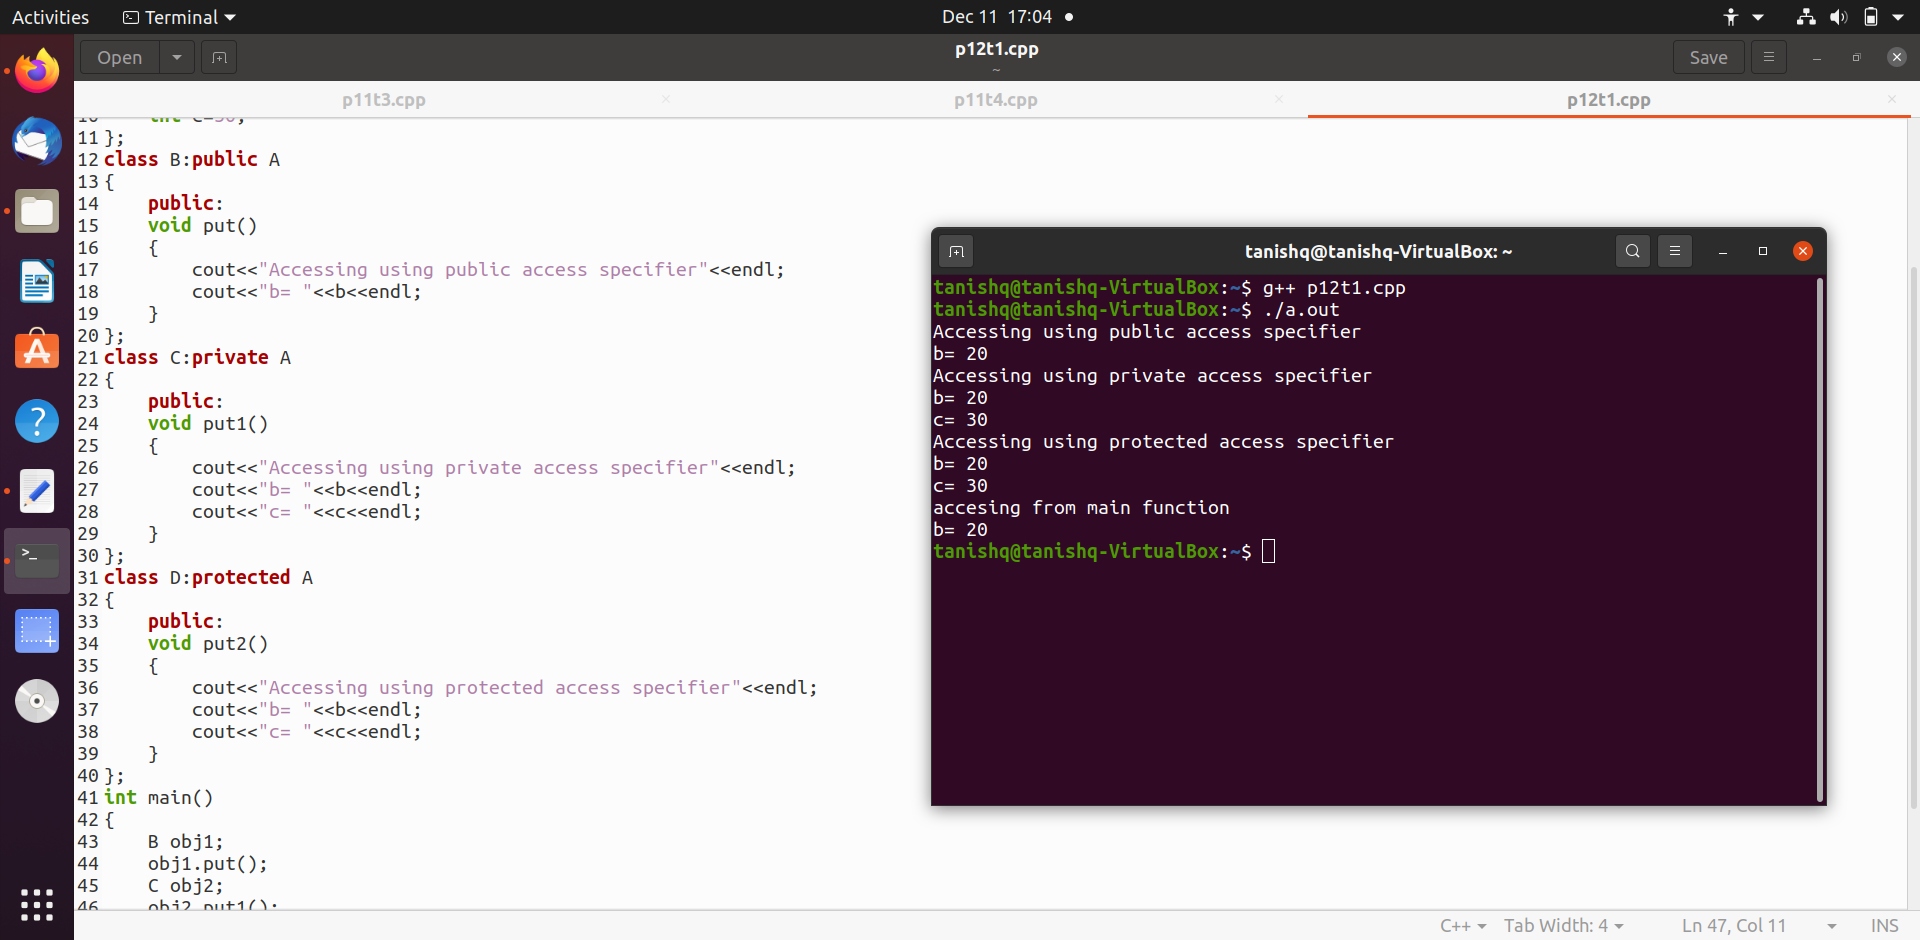 Activities Terminal Dec 11 17:04
Open p12t1.cpp Save
~
p11t3.cpp p11t4.cpp p12t1.cpp
10 int c=30;
11 };
12 class B:public A
13 {
14 public:
15 void put()
16 {
17 cout<<"Accessing using public access specifier"<<endl;
18 cout<<"b= "<<b<<endl;
19 }
20 };
21 class C:private A
22 {
23 public:
24 void put1()
25 {
26 cout<<"Accessing using private access specifier"<<endl;
27 cout<<"b= "<<b<<endl;
28 cout<<"c= "<<c<<endl;
29 }
30 };
31 class D:protected A
32 {
33 public:
34 void put2()
35 {
36 cout<<"Accessing using protected access specifier"<<endl;
37 cout<<"b= "<<b<<endl;
38 cout<<"c= "<<c<<endl;
39 }
40 };
41 int main()
42 {
43 B obj1;
44 obj1.put();
45 C obj2;
46 obj2.put1();
tanishq@tanishq-VirtualBox: ~
tanishq@tanishq-VirtualBox:~$ g++ p12t1.cpp
tanishq@tanishq-VirtualBox:~$ ./a.out
Accessing using public access specifier
b= 20
Accessing using private access specifier
b= 20
c= 30
Accessing using protected access specifier
b= 20
c= 30
accesing from main function
b= 20
tanishq@tanishq-VirtualBox:~$
C++ Tab Width: 4 Ln 47, Col 11 INS